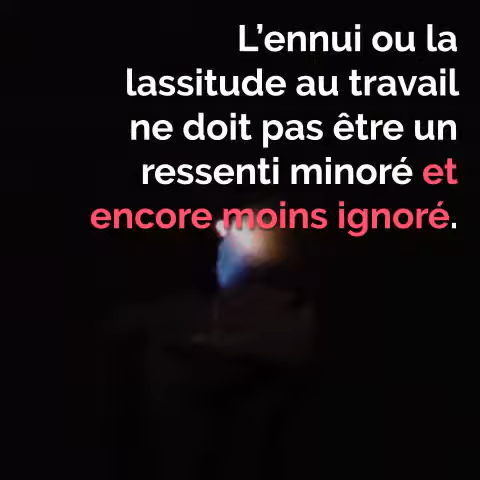 L’ennui ou la
lassitude au travail
ne doit pas être un
ressenti minoré et
encore moins ignoré.